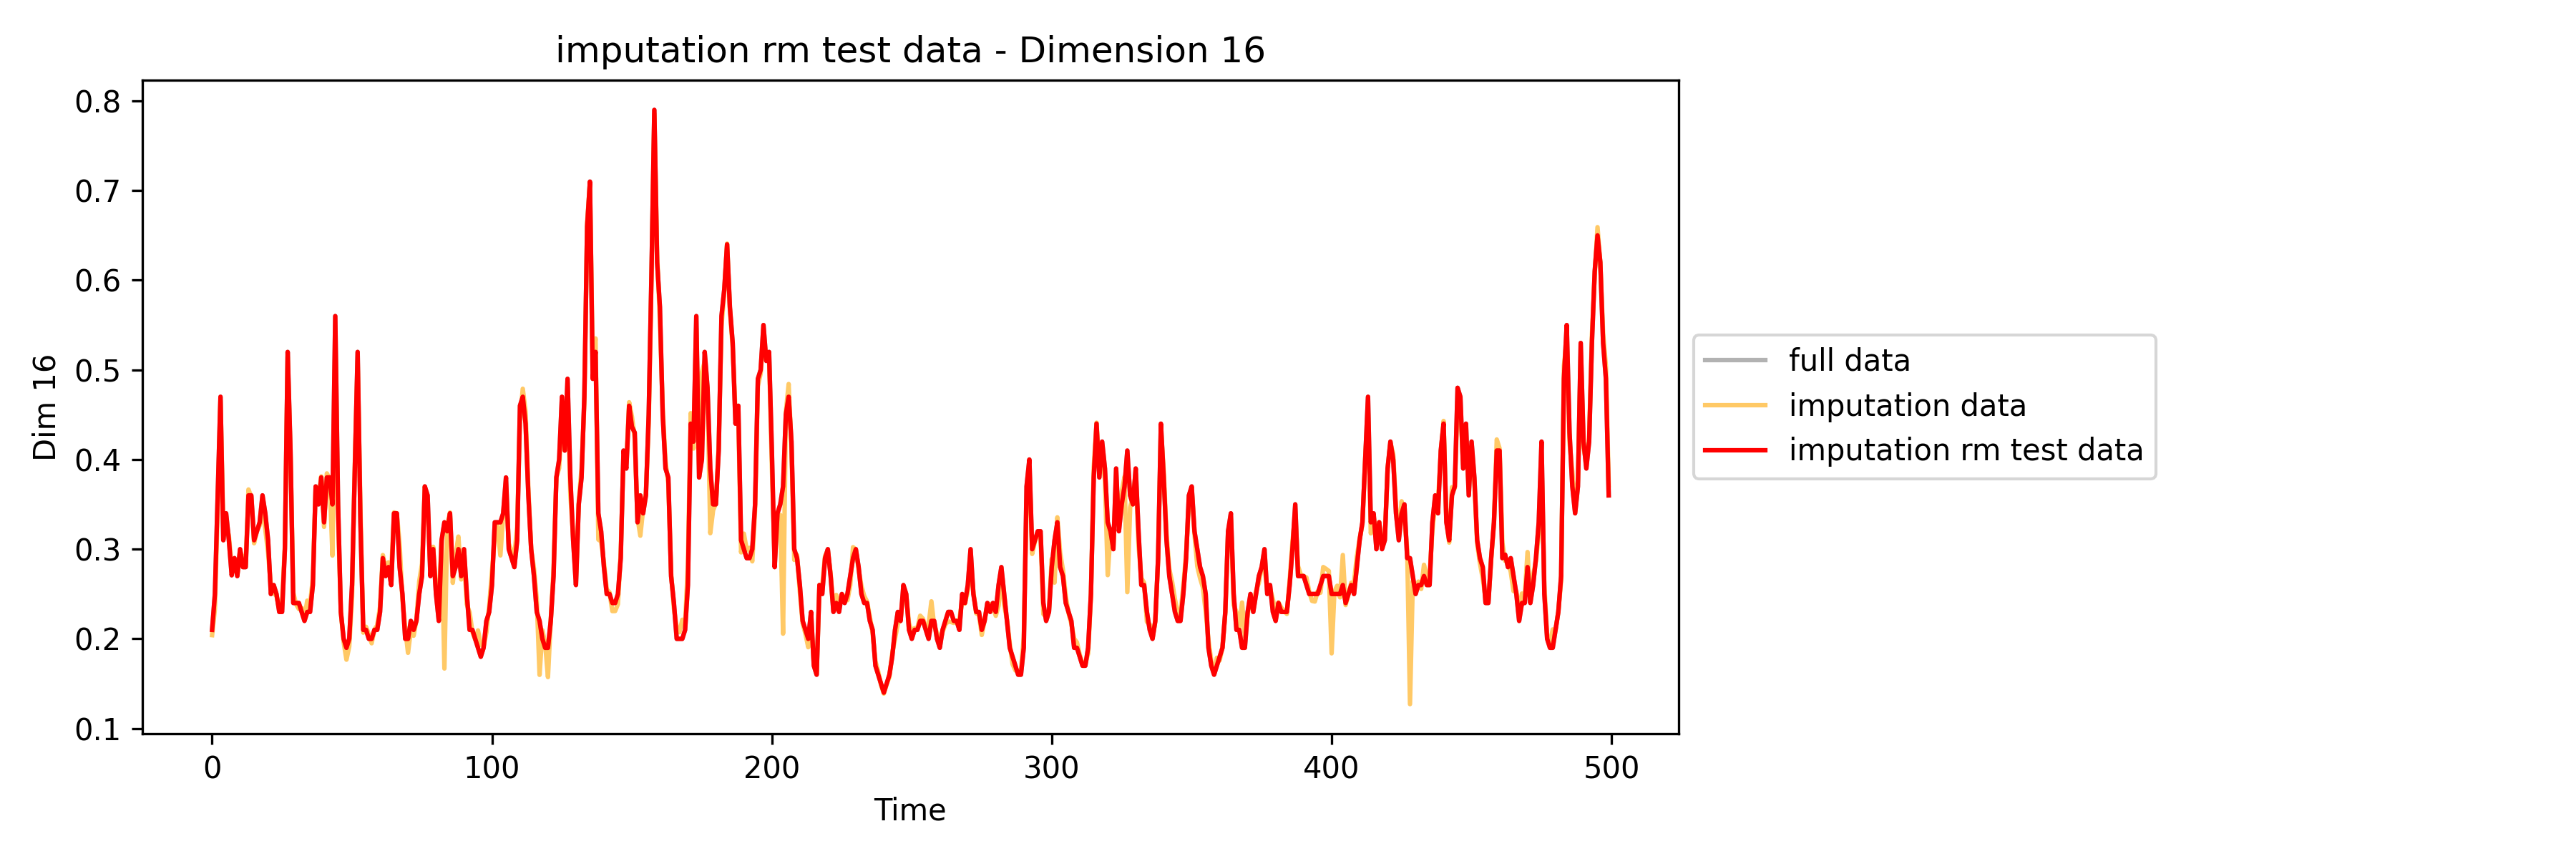 imputation rm test data - Dimension 16
0.8
0.7
0.6
0.5
0.4
0.3
0.2
0.1
Dim 16
0 100 200 300 400 500
Time
full data
imputation data
imputation rm test data